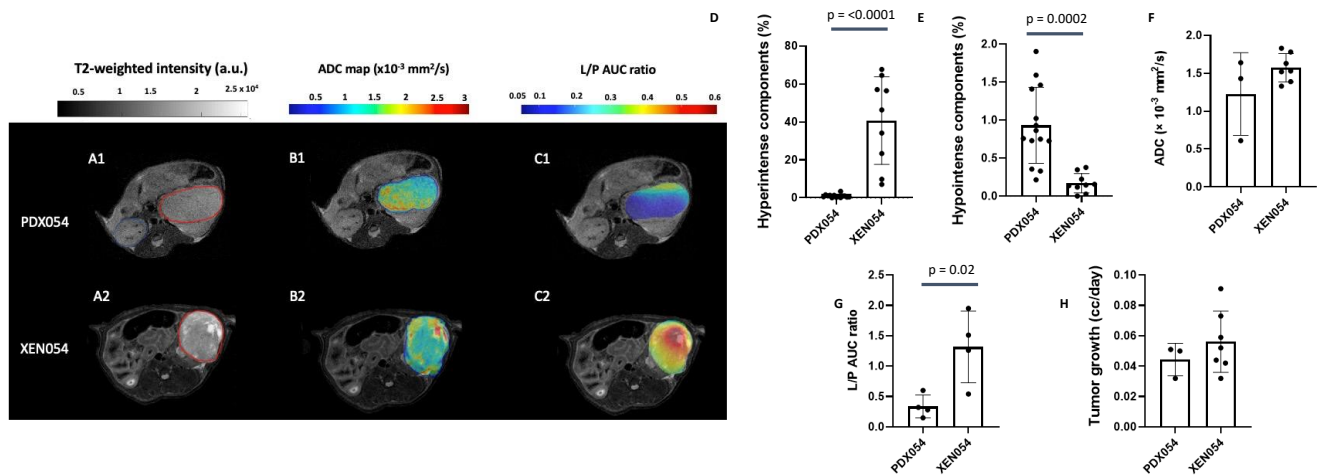 T2-weighted intensity (a.u.)
0.5 1 1.5 2 2.5 x 10⁴
ADC map (x10⁻³ mm²/s)
0.5 1 1.5 2 2.5 3
L/P AUC ratio
0.05 0.1 0.2 0.3 0.4 0.5 0.6
PDX054
A1
B1
C1
XEN054
A2
B2
C2
D
p = <0.0001
Hyperintense components (%)
80
60
40
20
0
PDX054
XEN054
E
p = 0.0002
Hypointense components (%)
2.0
1.5
1.0
0.5
0.0
PDX054
XEN054
F
ADC (× 10⁻³ mm²/s)
2.0
1.5
1.0
0.5
0.0
PDX054
XEN054
G
p = 0.02
L/P AUC ratio
2.5
2.0
1.5
1.0
0.5
0.0
PDX054
XEN054
H
Tumor growth (cc/day)
0.10
0.08
0.06
0.04
0.02
0.00
PDX054
XEN054